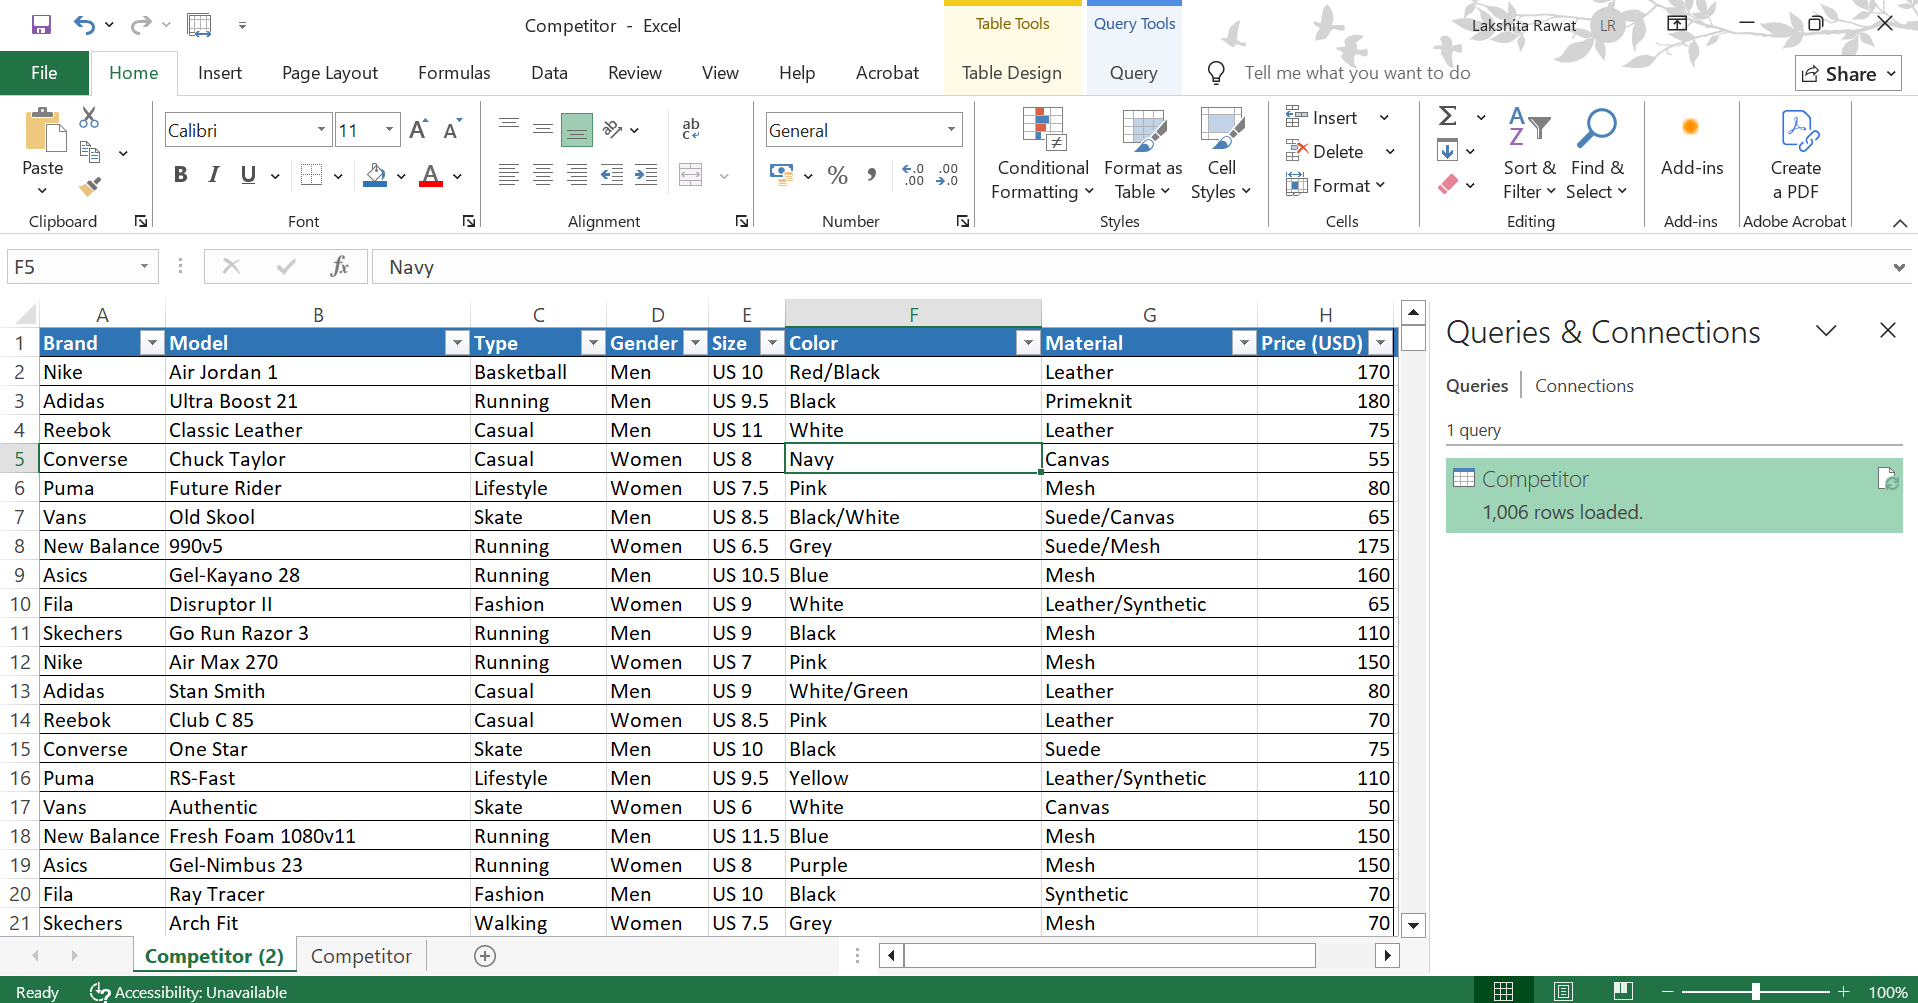 Competitor - Excel
Table Tools
Query Tools
Lakshita Rawat LR
File Home Insert Page Layout Formulas Data Review View Help Acrobat Table Design Query Tell me what you want to do Share
Paste
Calibri 11
B I U A
ab
General
% ,
Conditional Formatting
Format as Table
Cell Styles
Insert
Delete
Format
Sort & Filter
Find & Select
Add-ins
Create a PDF
Clipboard Font Alignment Number Styles Cells Editing Add-ins Adobe Acrobat
F5 fx Navy
A B C D E F G H
1 Brand Model Type Gender Size Color Material Price (USD)
2 Nike Air Jordan 1 Basketball Men US 10 Red/Black Leather 170
3 Adidas Ultra Boost 21 Running Men US 9.5 Black Primeknit 180
4 Reebok Classic Leather Casual Men US 11 White Leather 75
5 Converse Chuck Taylor Casual Women US 8 Navy Canvas 55
6 Puma Future Rider Lifestyle Women US 7.5 Pink Mesh 80
7 Vans Old Skool Skate Men US 8.5 Black/White Suede/Canvas 65
8 New Balance 990v5 Running Women US 6.5 Grey Suede/Mesh 175
9 Asics Gel-Kayano 28 Running Men US 10.5 Blue Mesh 160
10 Fila Disruptor II Fashion Women US 9 White Leather/Synthetic 65
11 Skechers Go Run Razor 3 Running Men US 9 Black Mesh 110
12 Nike Air Max 270 Running Women US 7 Pink Mesh 150
13 Adidas Stan Smith Casual Men US 9 White/Green Leather 80
14 Reebok Club C 85 Casual Women US 8.5 Pink Leather 70
15 Converse One Star Skate Men US 10 Black Suede 75
16 Puma RS-Fast Lifestyle Men US 9.5 Yellow Leather/Synthetic 110
17 Vans Authentic Skate Women US 6 White Canvas 50
18 New Balance Fresh Foam 1080v11 Running Men US 11.5 Blue Mesh 150
19 Asics Gel-Nimbus 23 Running Women US 8 Purple Mesh 150
20 Fila Ray Tracer Fashion Men US 10 Black Synthetic 70
21 Skechers Arch Fit Walking Women US 7.5 Grey Mesh 70
Queries & Connections
Queries | Connections
1 query
Competitor
1,006 rows loaded.
Competitor (2) Competitor
Ready Accessibility: Unavailable 100%